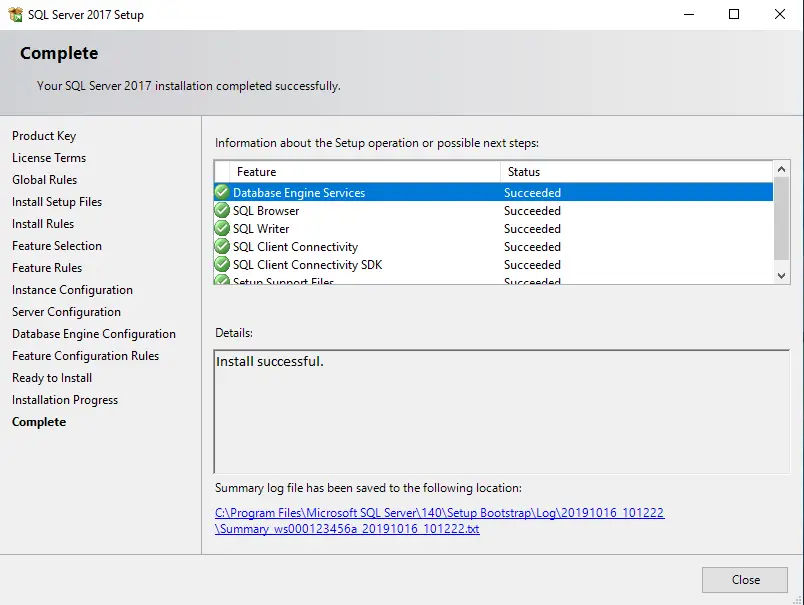 SQL Server 2017 Setup
Complete
Your SQL Server 2017 installation completed successfully.
Product Key
License Terms
Global Rules
Install Setup Files
Install Rules
Feature Selection
Feature Rules
Instance Configuration
Server Configuration
Database Engine Configuration
Feature Configuration Rules
Ready to Install
Installation Progress
Complete
Information about the Setup operation or possible next steps:
Feature Status
Database Engine Services Succeeded
SQL Browser Succeeded
SQL Writer Succeeded
SQL Client Connectivity Succeeded
SQL Client Connectivity SDK Succeeded
Setup Support Files Succeeded
Details:
Install successful.
Summary log file has been saved to the following location:
C:\Program Files\Microsoft SQL Server\140\Setup Bootstrap\Log\20191016_101222
\Summary_ws000123456a_20191016_101222.txt
Close